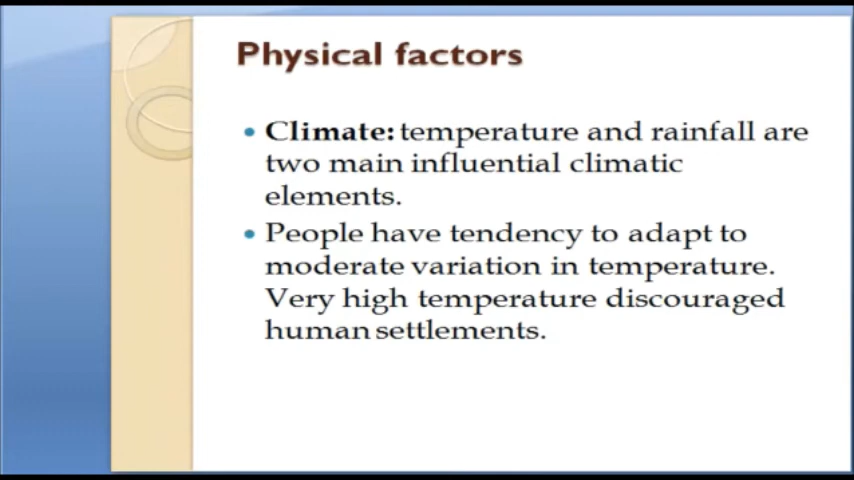 Physical factors
• Climate: temperature and rainfall are
two main influential climatic
elements.
• People have tendency to adapt to
moderate variation in temperature.
Very high temperature discouraged
human settlements.